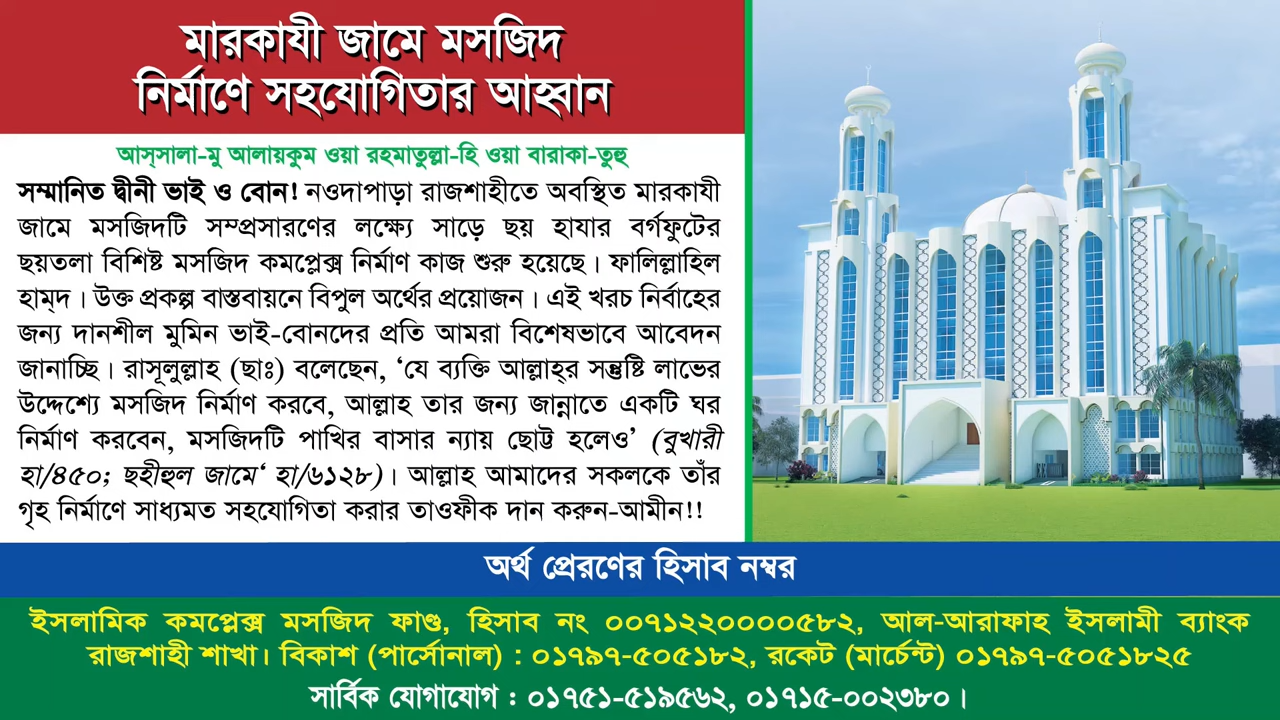 মারকাযী জামে মসজিদ
নির্মাণে সহযোগিতার আহ্বান
আস্সালা-মু আলায়কুম ওয়া রহমাতুল্লা-হি ওয়া বারাকা-তুহু
সম্মানিত দ্বীনী ভাই ও বোন! নওদাপাড়া রাজশাহীতে অবস্থিত মারকাযী
জামে মসজিদটি সম্প্রসারণের লক্ষ্যে সাড়ে ছয় হাযার বর্গফুটের
ছয়তলা বিশিষ্ট মসজিদ কমপ্লেক্স নির্মাণ কাজ শুরু হয়েছে। ফালিল্লাহিল
হাম্দ। উক্ত প্রকল্প বাস্তবায়নে বিপুল অর্থের প্রয়োজন। এই খরচ নির্বাহের
জন্য দানশীল মুমিন ভাই-বোনদের প্রতি আমরা বিশেষভাবে আবেদন
জানাচ্ছি। রাসূলুল্লাহ (ছাঃ) বলেছেন, ‘যে ব্যক্তি আল্লাহ্‌র সন্তুষ্টি লাভের
উদ্দেশ্যে মসজিদ নির্মাণ করবে, আল্লাহ তার জন্য জান্নাতে একটি ঘর
নির্মাণ করবেন, মসজিদটি পাখির বাসার ন্যায় ছোট্ট হলেও’ (বুখারী
হা/৪৫০; ছহীহুল জামে‘ হা/৬১২৮)। আল্লাহ আমাদের সকলকে তাঁর
গৃহ নির্মাণে সাধ্যমত সহযোগিতা করার তাওফীক দান করুন-আমীন!!
অর্থ প্রেরণের হিসাব নম্বর
ইসলামিক কমপ্লেক্স মসজিদ ফাণ্ড, হিসাব নং ০০৭১২২০০০০৫৮২, আল-আরাফাহ ইসলামী ব্যাংক
রাজশাহী শাখা। বিকাশ (পার্সোনাল) : ০১৭৯৭-৫০৫১৮২, রকেট (মার্চেন্ট) ০১৭৯৭-৫০৫১৮২৫
সার্বিক যোগাযোগ : ০১৭৫১-৫১৯৫৬২, ০১৭১৫-০০২৩৮০।